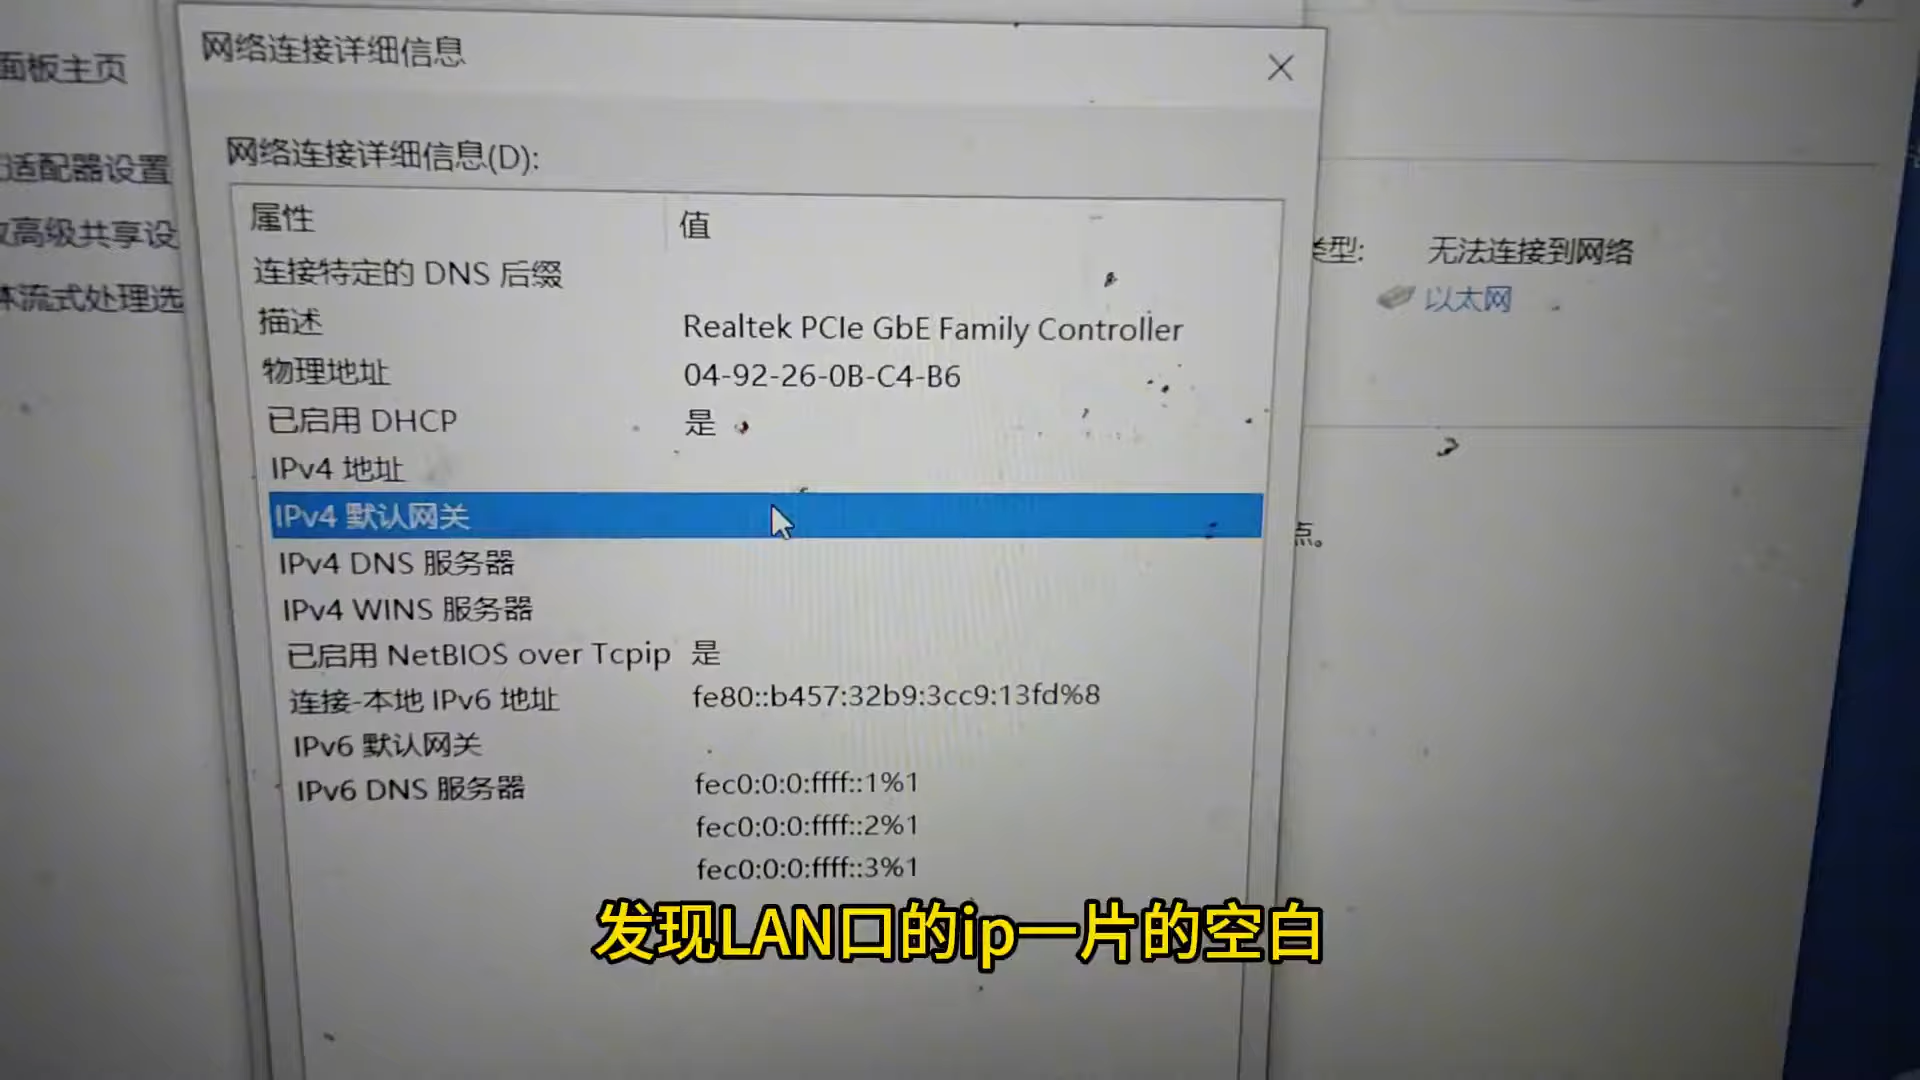 网络连接详细信息
面板主页
网络连接详细信息(D):
适配器设置
高级共享设
流式处理选
属性 值
连接特定的 DNS 后缀
描述 Realtek PCIe GbE Family Controller
物理地址 04-92-26-0B-C4-B6
已启用 DHCP 是
IPv4 地址
IPv4 默认网关
IPv4 DNS 服务器
IPv4 WINS 服务器
已启用 NetBIOS over Tcpip 是
连接-本地 IPv6 地址 fe80::b457:32b9:3cc9:13fd%8
IPv6 默认网关
IPv6 DNS 服务器 fec0:0:0:ffff::1%1
fec0:0:0:ffff::2%1
fec0:0:0:ffff::3%1
类型: 无法连接到网络
以太网
点。
发现LAN口的ip一片的空白